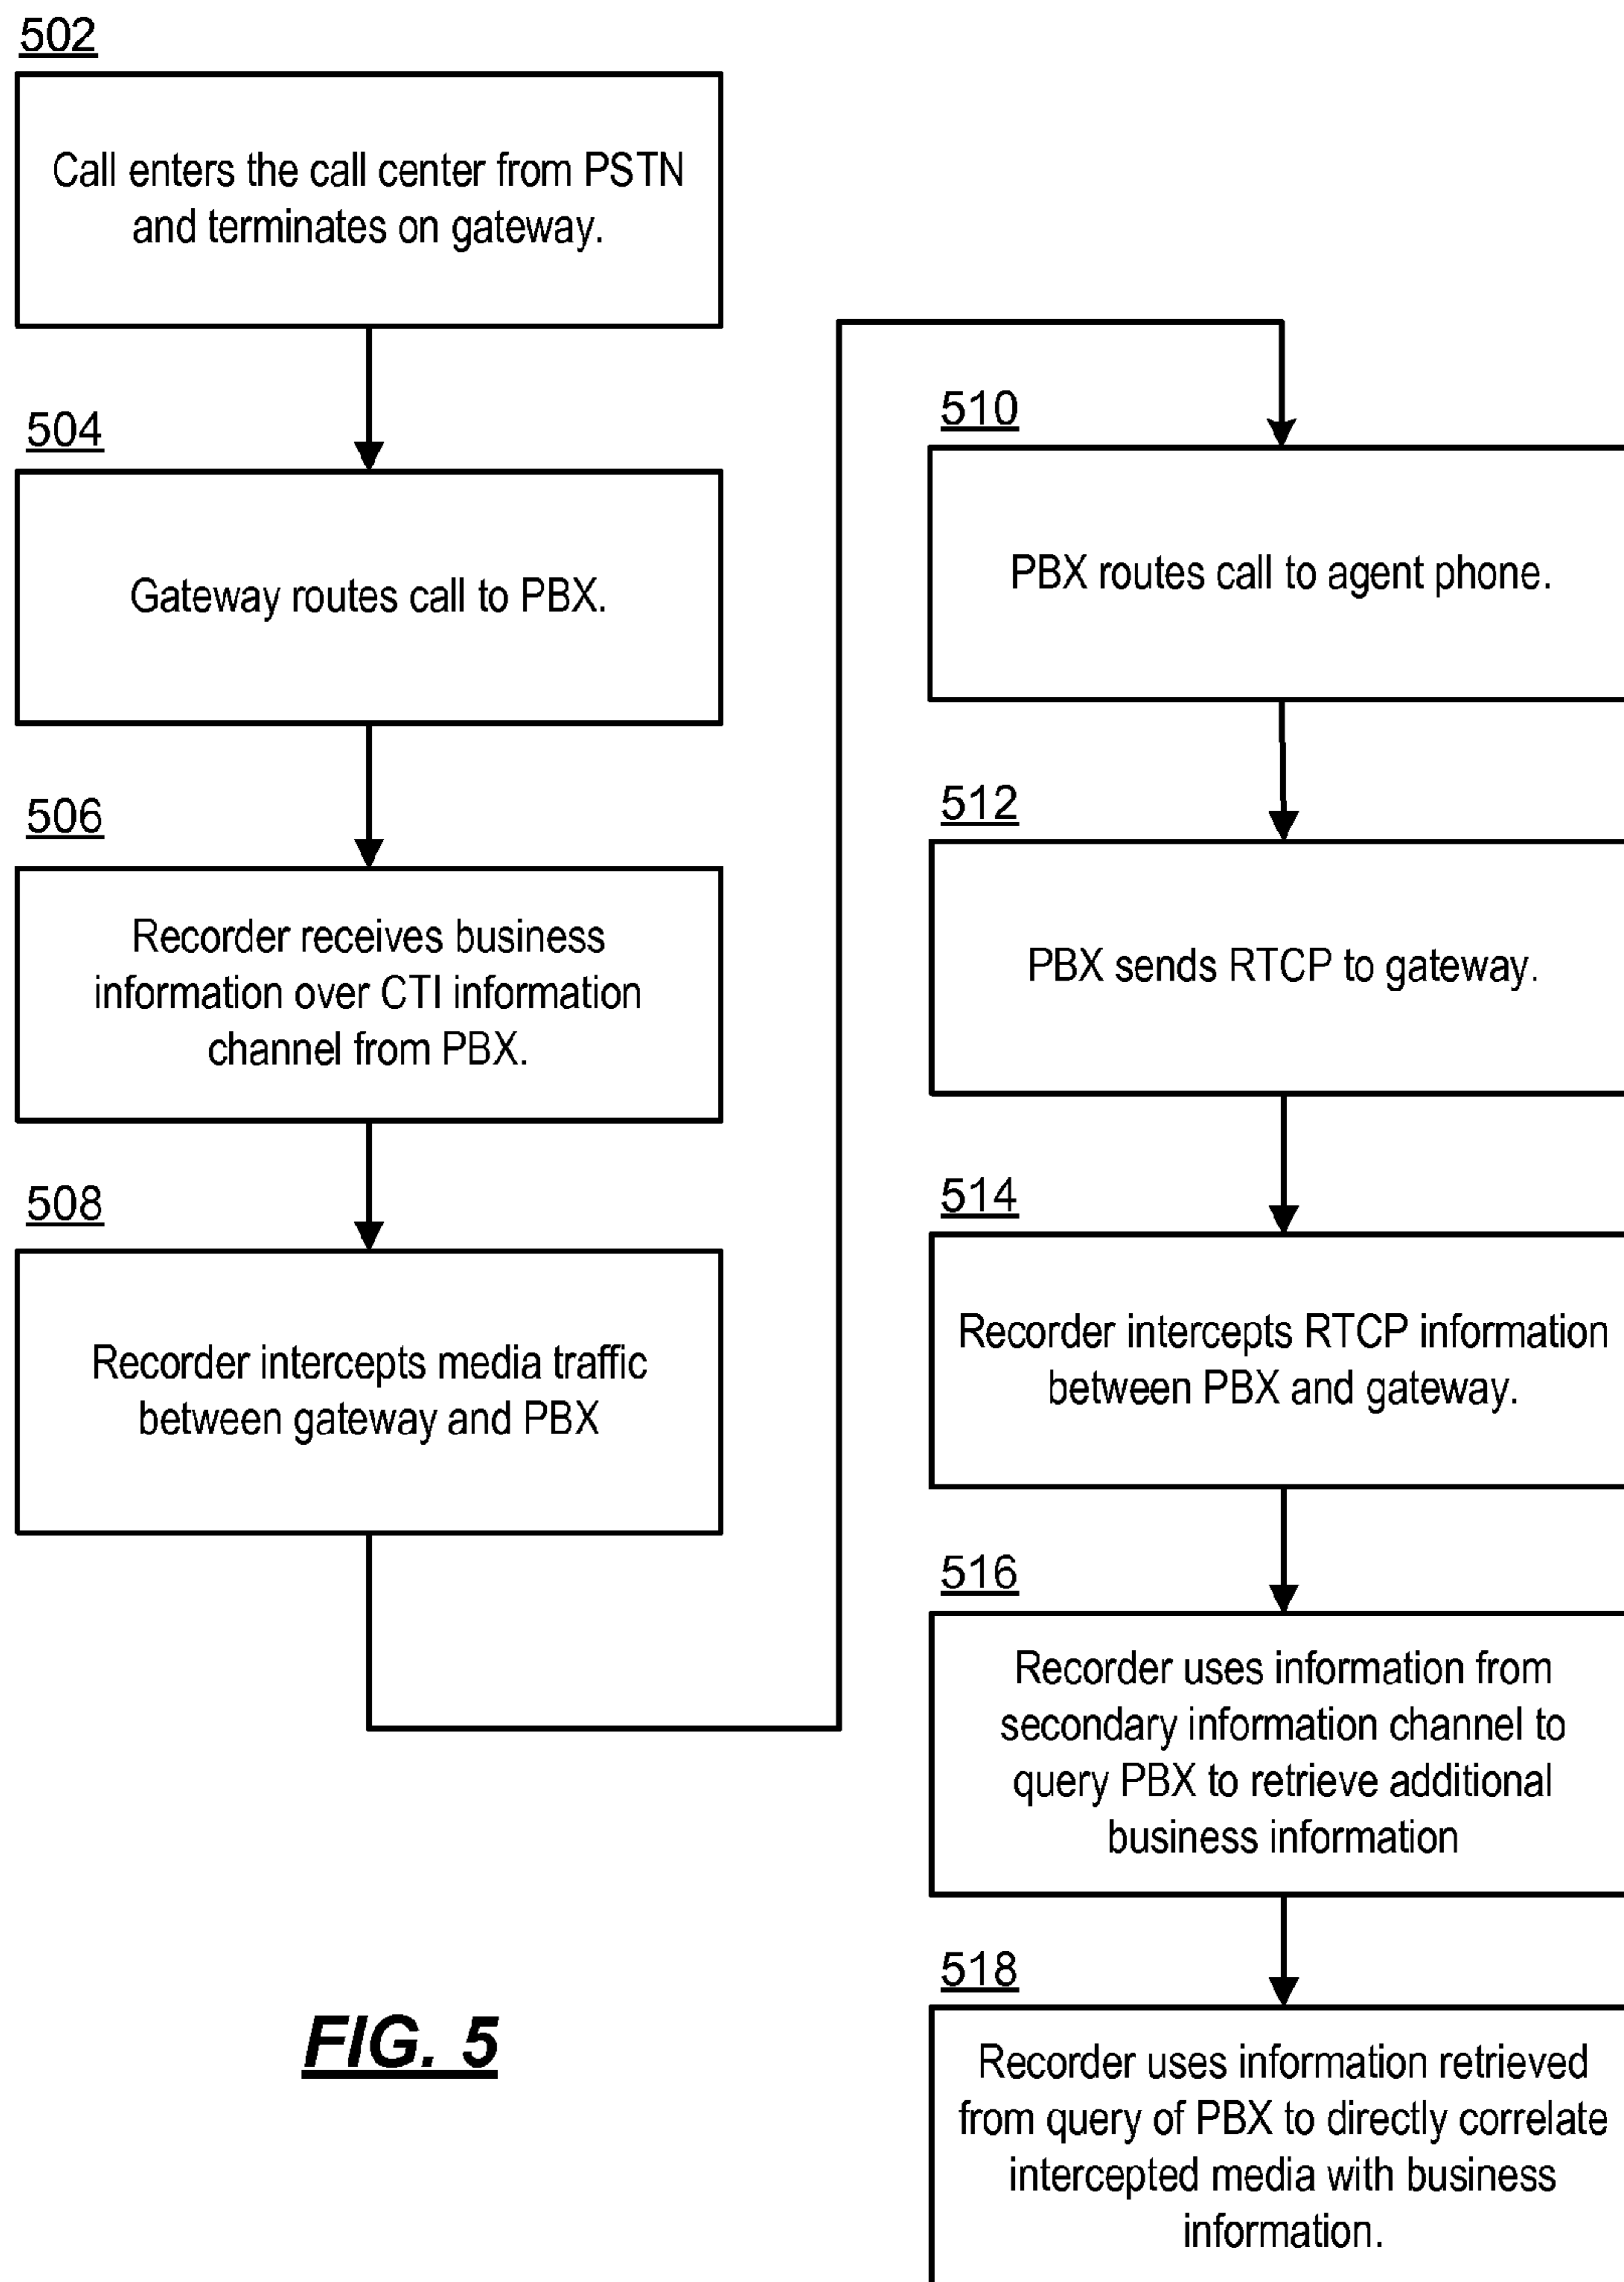 502
Call enters the call center from PSTN
and terminates on gateway.
504
Gateway routes call to PBX.
506
Recorder receives business
information over CTI information
channel from PBX.
508
Recorder intercepts media traffic
between gateway and PBX
510
PBX routes call to agent phone.
512
PBX sends RTCP to gateway.
514
Recorder intercepts RTCP information
between PBX and gateway.
516
Recorder uses information from
secondary information channel to
query PBX to retrieve additional
business information
518
Recorder uses information retrieved
from query of PBX to directly correlate
intercepted media with business
information.
FIG. 5